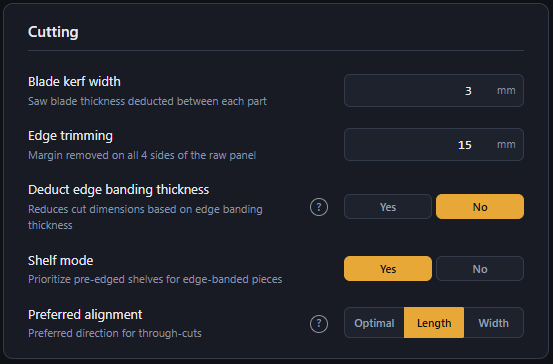 Cutting
Blade kerf width
Saw blade thickness deducted between each part
3 mm
Edge trimming
Margin removed on all 4 sides of the raw panel
15 mm
Deduct edge banding thickness
Reduces cut dimensions based on edge banding
thickness
? Yes No
Shelf mode
Prioritize pre-edged shelves for edge-banded pieces
Yes No
Preferred alignment
Preferred direction for through-cuts
? Optimal Length Width